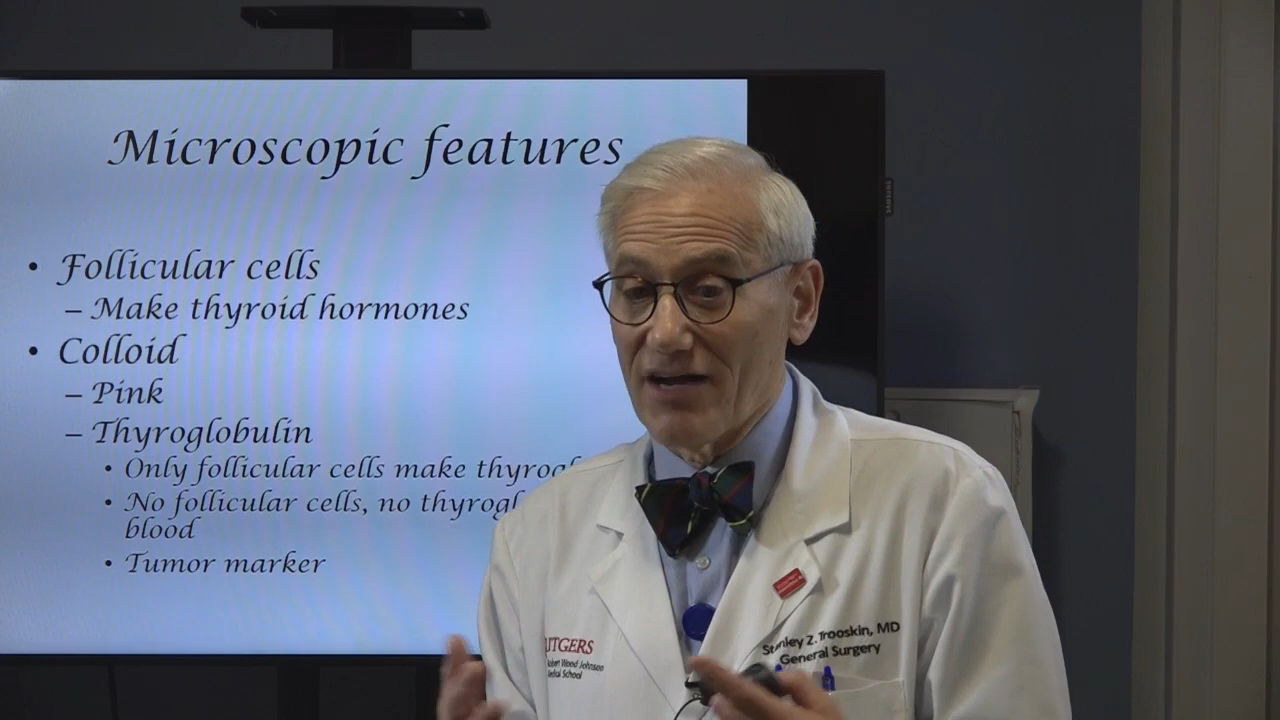 Microscopic features
• Follicular cells
– Make thyroid hormones
• Colloid
– Pink
– Thyroglobulin
• Only follicular cells make
• No follicular cells, no
blood
• Tumor marker
SAMSUNG
RUTGERS
Robert Wood Johnson
Medical School
Stanley Z. Trooskin, MD
General Surgery